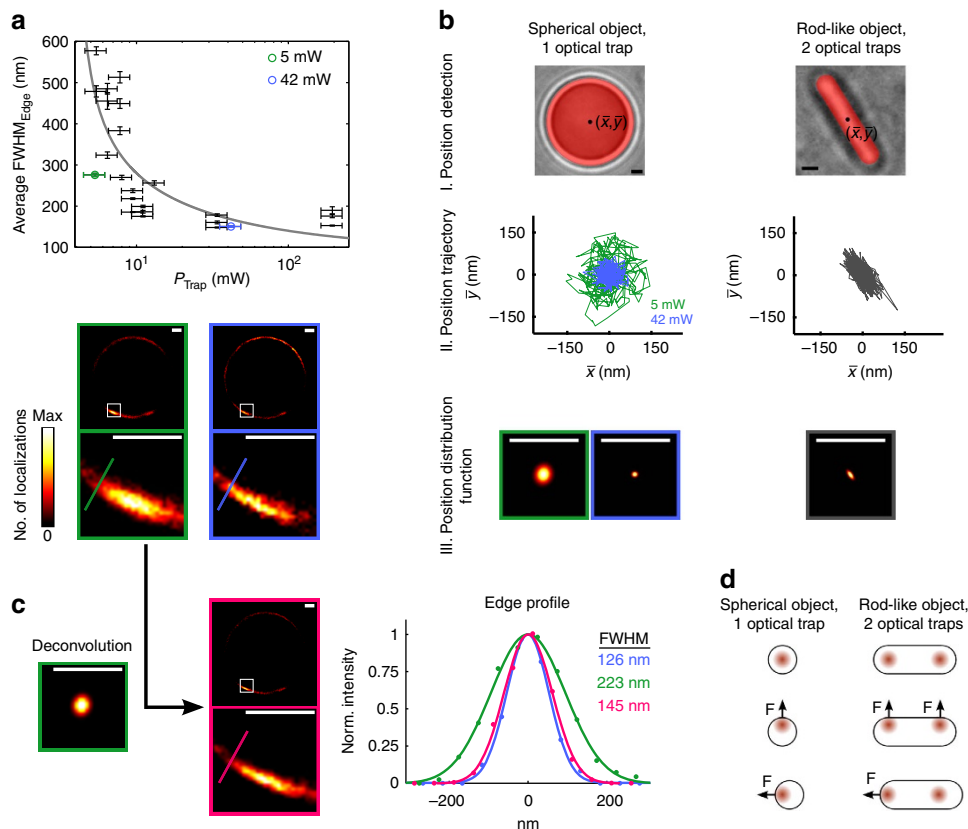 a
Average FWHM_Edge (nm)
600
500
400
300
200
100
5 mW
42 mW
10^1
10^2
P_Trap (mW)
No. of localizations
Max
0
b
Spherical object,
1 optical trap
Rod-like object,
2 optical traps
I. Position detection
(x̄,ȳ)
(x̄,ȳ)
II. Position trajectory
ȳ (nm)
150
0
−150
5 mW
42 mW
−150
0
150
x̄ (nm)
ȳ (nm)
150
0
−150
−150
0
150
x̄ (nm)
III. Position distribution
function
c
Deconvolution
Edge profile
Norm. intensity
1
0.75
0.5
0.25
0
FWHM
126 nm
223 nm
145 nm
−200
0
200
nm
d
Spherical object,
1 optical trap
Rod-like object,
2 optical traps
F
F
F
F
F